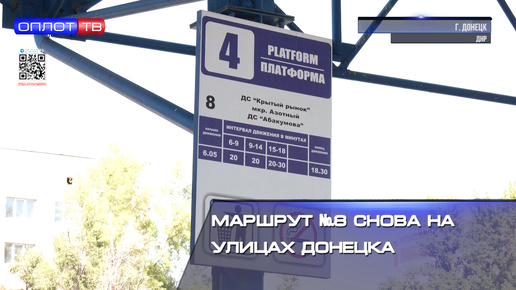 ОПЛОТ ТВ
Г. ДОНЕЦК
ДНР
4
PLATFORM
ПЛАТФОРМА
8
ДС "Крытый рынок"
мкр. Азотный
ДС "Абакумова"
ИНТЕРВАЛ ДВИЖЕНИЯ В МИНУТАХ
6-9 9-14 15-18
6.05 20 20 20-30 18.30
МАРШРУТ №8 СНОВА НА
УЛИЦАХ ДОНЕЦКА